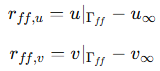 r_{ff,u} = u|_{Γ_{ff}} − u_∞
r_{ff,v} = v|_{Γ_{ff}} − v_∞